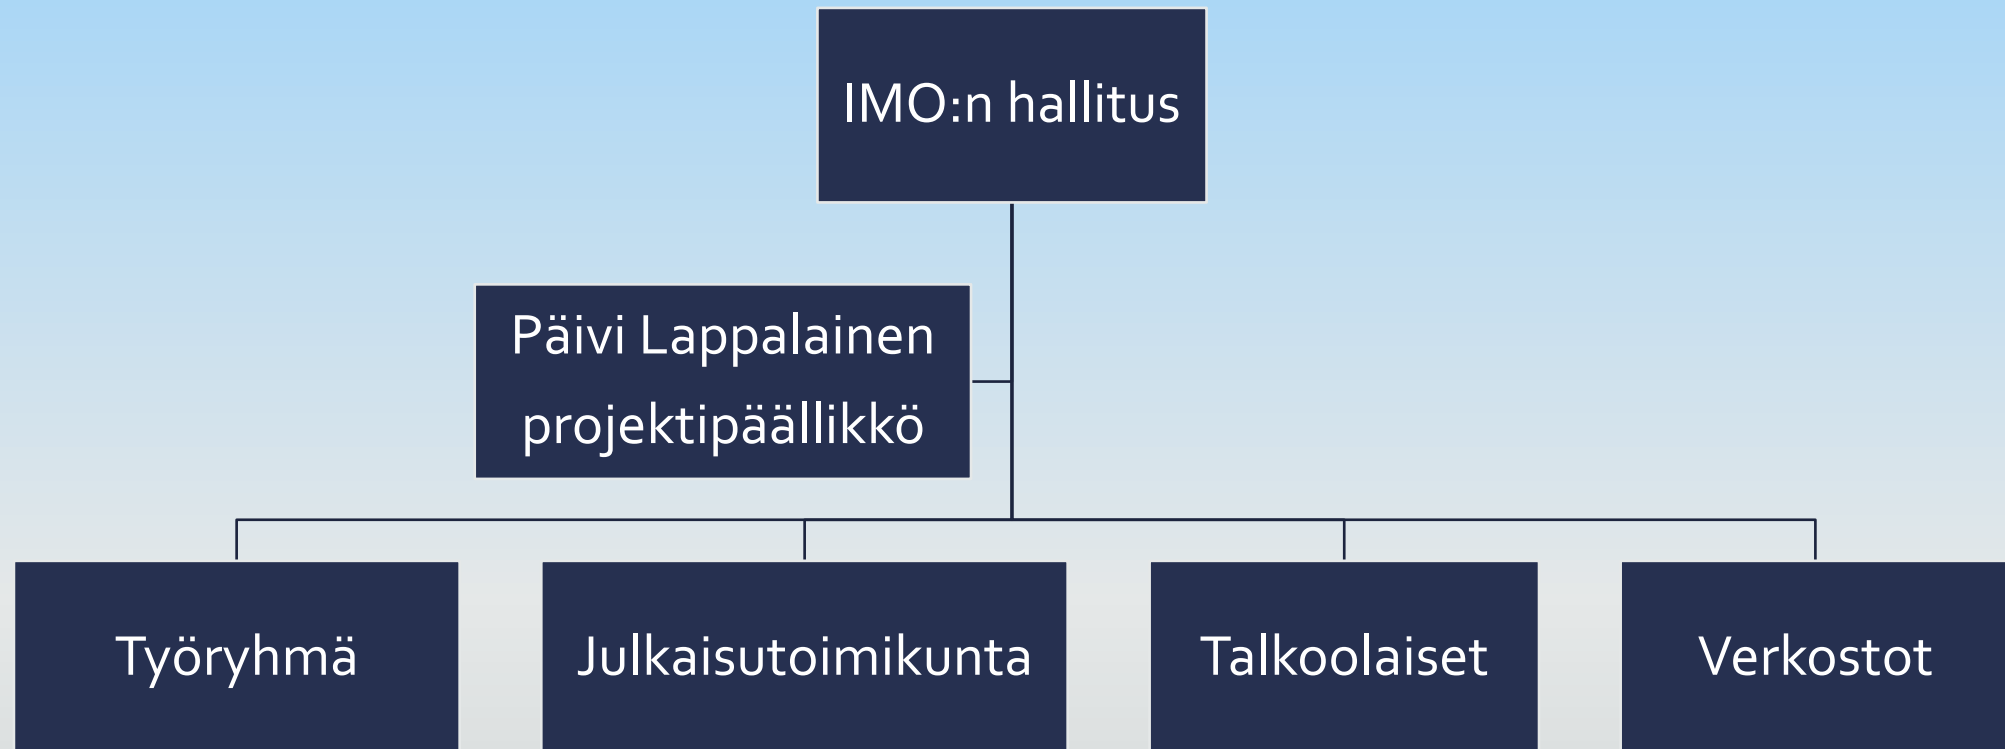 IMO:n hallitus
Päivi Lappalainen
projektipäällikkö
Työryhmä
Julkaisutoimikunta
Talkoolaiset
Verkostot